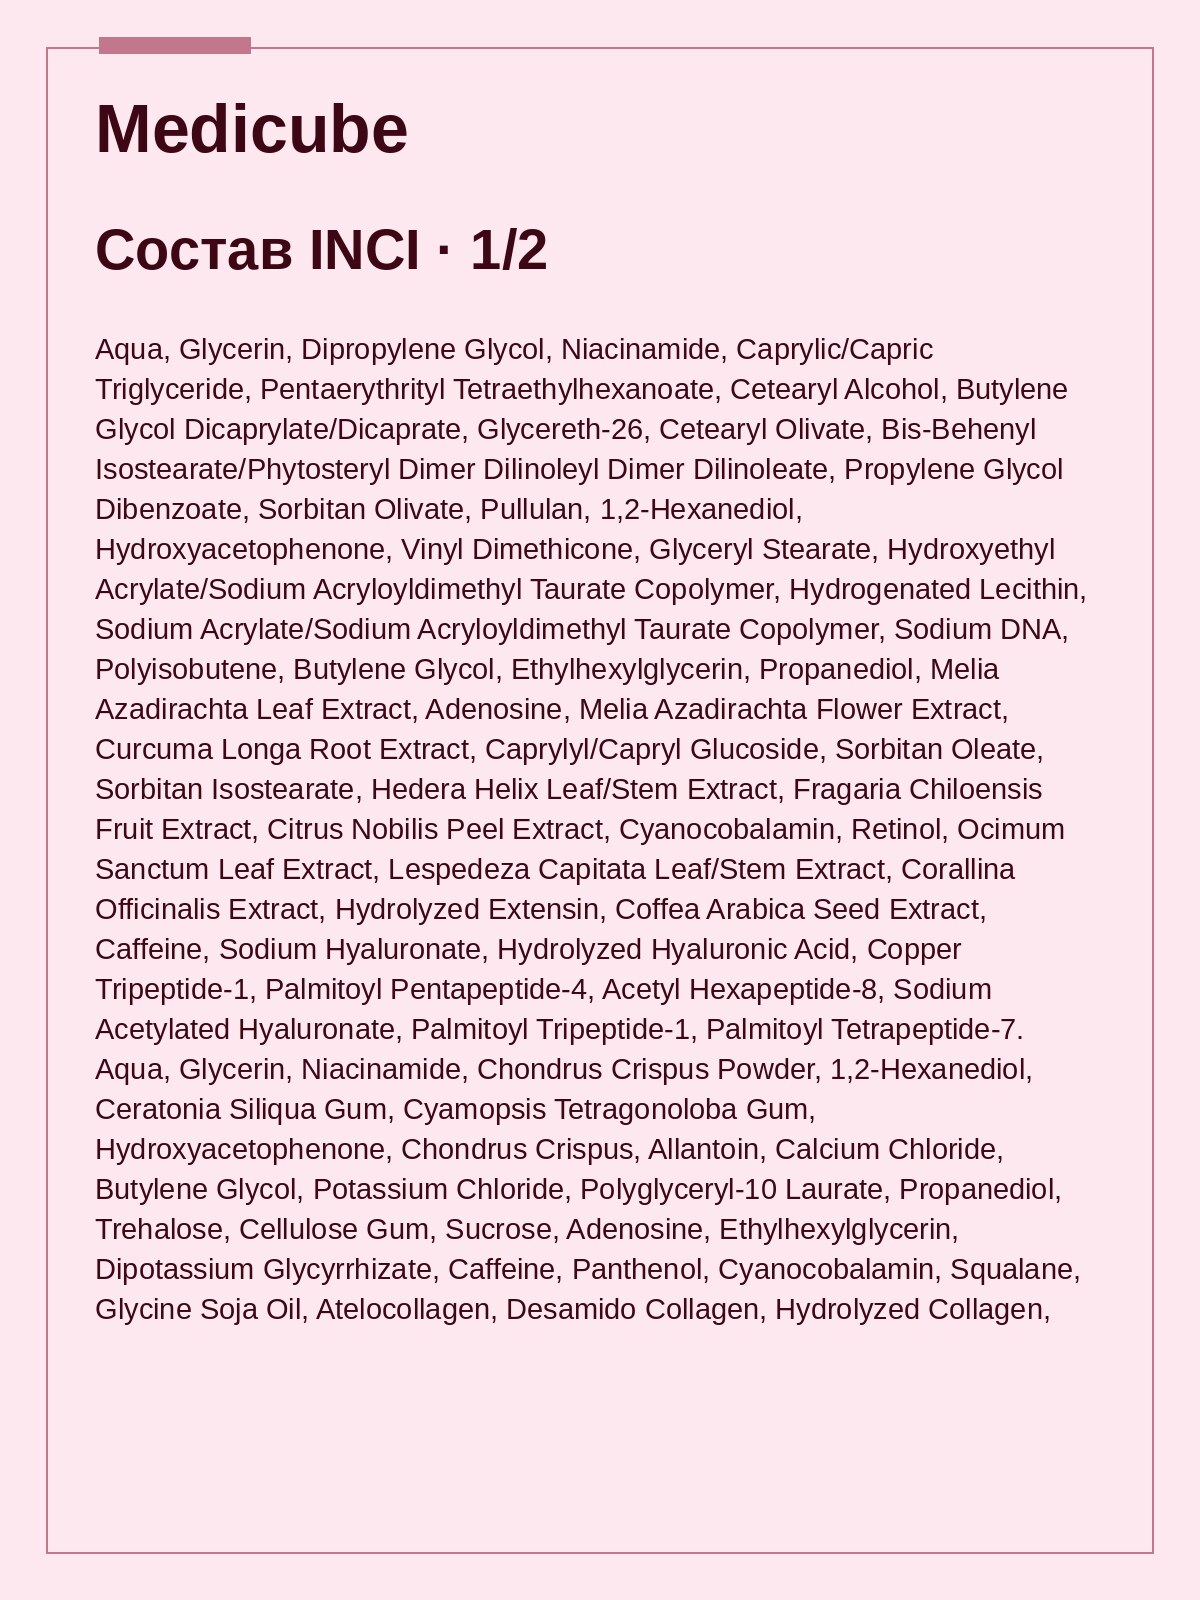 Medicube
Состав INCI · 1/2
Aqua, Glycerin, Dipropylene Glycol, Niacinamide, Caprylic/Capric
Triglyceride, Pentaerythrityl Tetraethylhexanoate, Cetearyl Alcohol, Butylene
Glycol Dicaprylate/Dicaprate, Glycereth-26, Cetearyl Olivate, Bis-Behenyl
Isostearate/Phytosteryl Dimer Dilinoleyl Dimer Dilinoleate, Propylene Glycol
Dibenzoate, Sorbitan Olivate, Pullulan, 1,2-Hexanediol,
Hydroxyacetophenone, Vinyl Dimethicone, Glyceryl Stearate, Hydroxyethyl
Acrylate/Sodium Acryloyldimethyl Taurate Copolymer, Hydrogenated Lecithin,
Sodium Acrylate/Sodium Acryloyldimethyl Taurate Copolymer, Sodium DNA,
Polyisobutene, Butylene Glycol, Ethylhexylglycerin, Propanediol, Melia
Azadirachta Leaf Extract, Adenosine, Melia Azadirachta Flower Extract,
Curcuma Longa Root Extract, Caprylyl/Capryl Glucoside, Sorbitan Oleate,
Sorbitan Isostearate, Hedera Helix Leaf/Stem Extract, Fragaria Chiloensis
Fruit Extract, Citrus Nobilis Peel Extract, Cyanocobalamin, Retinol, Ocimum
Sanctum Leaf Extract, Lespedeza Capitata Leaf/Stem Extract, Corallina
Officinalis Extract, Hydrolyzed Extensin, Coffea Arabica Seed Extract,
Caffeine, Sodium Hyaluronate, Hydrolyzed Hyaluronic Acid, Copper
Tripeptide-1, Palmitoyl Pentapeptide-4, Acetyl Hexapeptide-8, Sodium
Acetylated Hyaluronate, Palmitoyl Tripeptide-1, Palmitoyl Tetrapeptide-7.
Aqua, Glycerin, Niacinamide, Chondrus Crispus Powder, 1,2-Hexanediol,
Ceratonia Siliqua Gum, Cyamopsis Tetragonoloba Gum,
Hydroxyacetophenone, Chondrus Crispus, Allantoin, Calcium Chloride,
Butylene Glycol, Potassium Chloride, Polyglyceryl-10 Laurate, Propanediol,
Trehalose, Cellulose Gum, Sucrose, Adenosine, Ethylhexylglycerin,
Dipotassium Glycyrrhizate, Caffeine, Panthenol, Cyanocobalamin, Squalane,
Glycine Soja Oil, Atelocollagen, Desamido Collagen, Hydrolyzed Collagen,